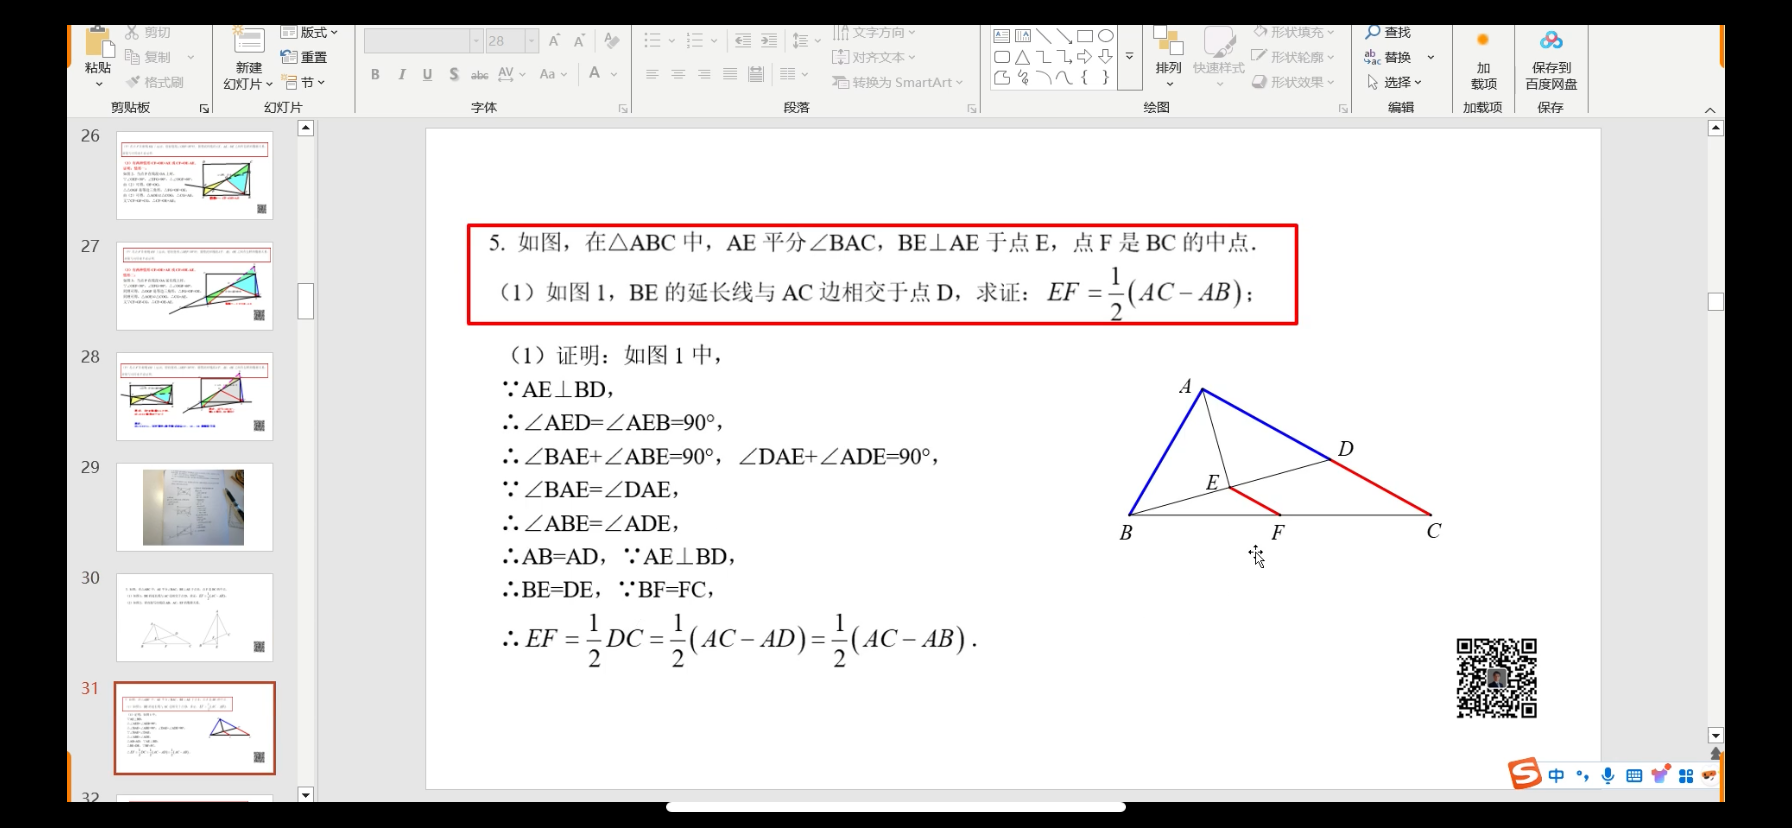 剪切
复制
格式刷
粘贴
剪贴板
新建
幻灯片
版式
重置
节
幻灯片
28
B I U S abc AV Aa A
字体
文字方向
对齐文本
转换为 SmartArt
段落
排列
快速样式
形状填充
形状轮廓
形状效果
绘图
查找
替换
选择
编辑
加
载项
加载项
保存到
百度网盘
保存
26
27
28
29
30
31
32
5. 如图，在△ABC 中，AE 平分∠BAC，BE⊥AE 于点 E，点 F 是 BC 的中点.
（1）如图 1，BE 的延长线与 AC 边相交于点 D，求证：EF = 1/2 (AC − AB)；
（1）证明：如图 1 中，
∵AE⊥BD，
∴∠AED=∠AEB=90°，
∴∠BAE+∠ABE=90°，∠DAE+∠ADE=90°，
∵∠BAE=∠DAE，
∴∠ABE=∠ADE，
∴AB=AD，∵AE⊥BD，
∴BE=DE，∵BF=FC，
∴EF = 1/2 DC = 1/2 (AC − AD) = 1/2 (AC − AB) .
A
D
E
B
F
C
中